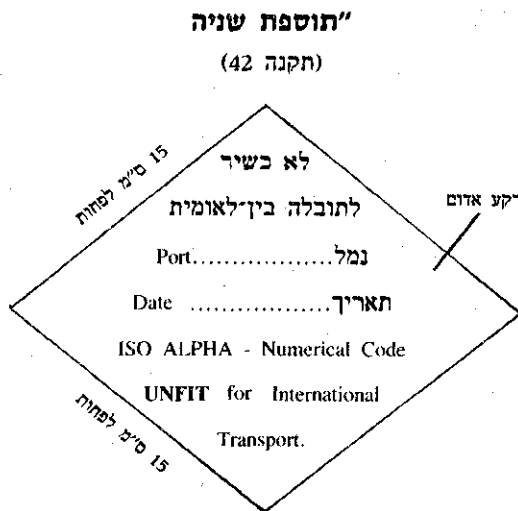 "תוספת שניה
(תקנה 42)
15 ס"מ לפחות
לא כשיר
לתובלה בין-לאומית
רקע אדום
נמל..................Port
תאריך................... Date
ISO ALPHA - Numerical Code
UNFIT for International
Transport.
15 ס"מ לפחות